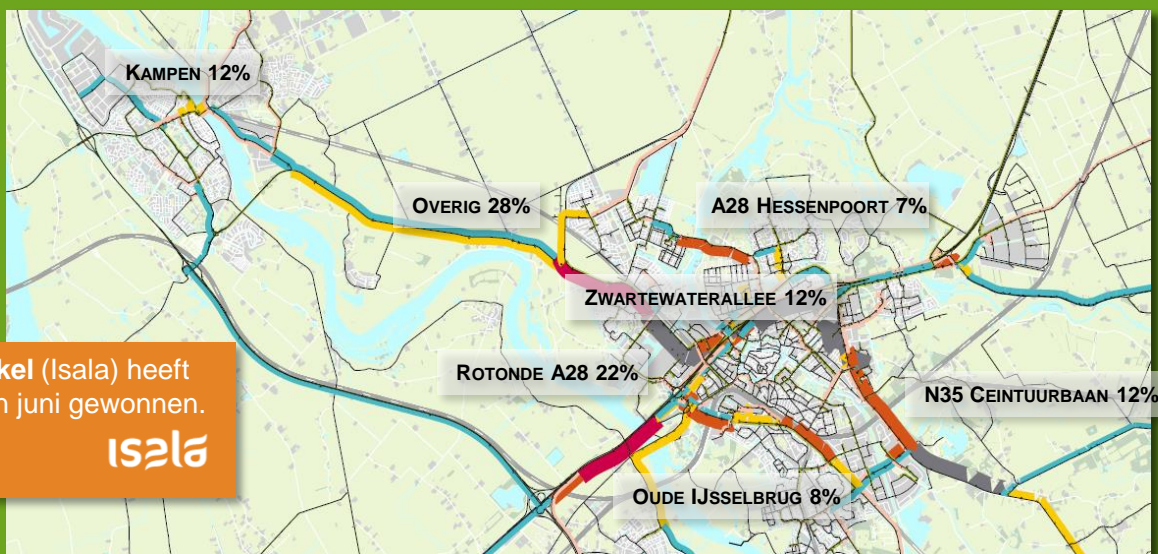 KAMPEN 12%
OVERIG 28%
A28 HESSENPOORT 7%
ZWARTEWATERALLEE 12%
ROTONDE A28 22%
N35 CEINTUURBAAN 12%
OUDE IJSSELBRUG 8%
kel (Isala) heeft
juni gewonnen.
Isala